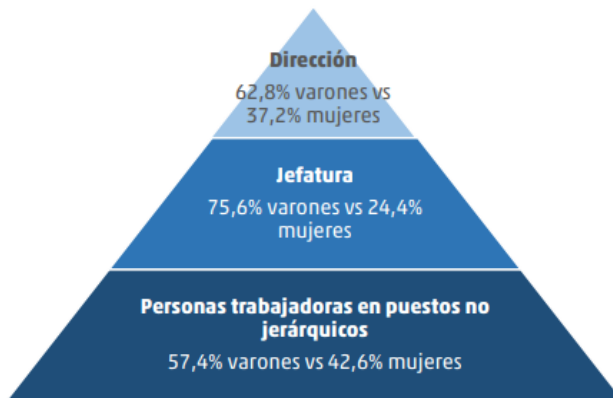 Dirección
62,8% varones vs
37,2% mujeres
Jefatura
75,6% varones vs 24,4%
mujeres
Personas trabajadoras en puestos no
jerárquicos
57,4% varones vs 42,6% mujeres